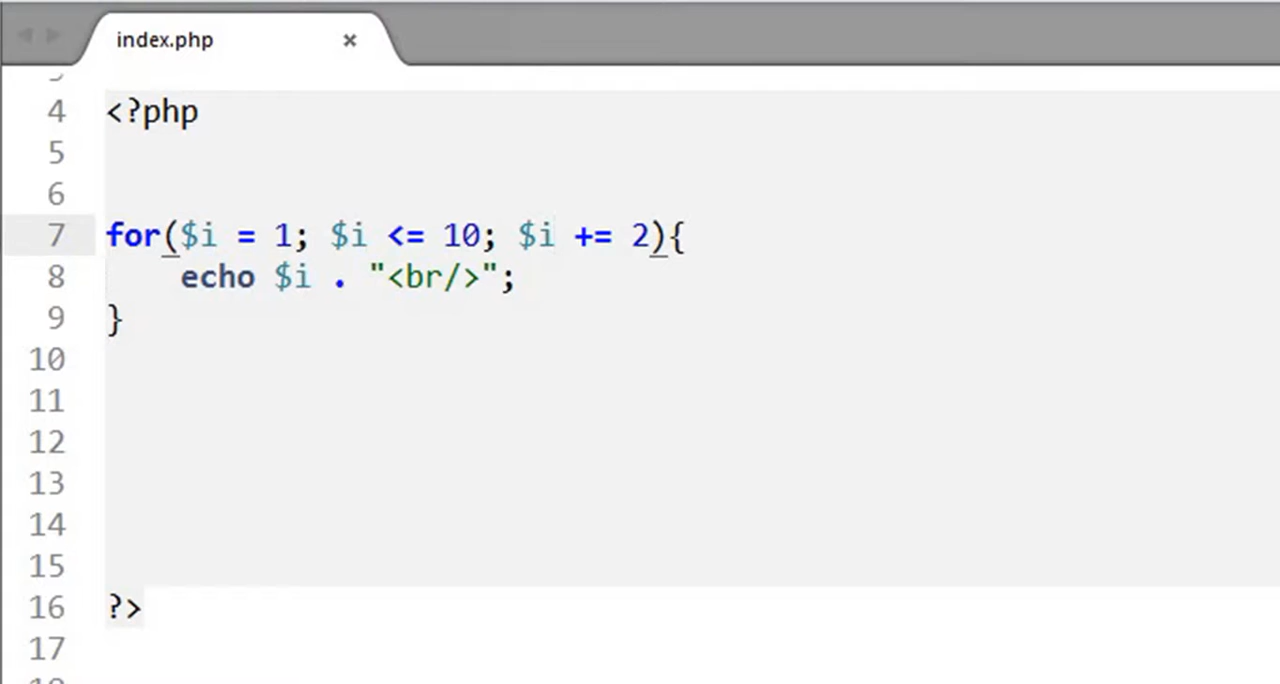 index.php ×
4 <?php
5
6
7 for($i = 1; $i <= 10; $i += 2){
8 echo $i . "<br/>";
9 }
10
11
12
13
14
15
16 ?>
17